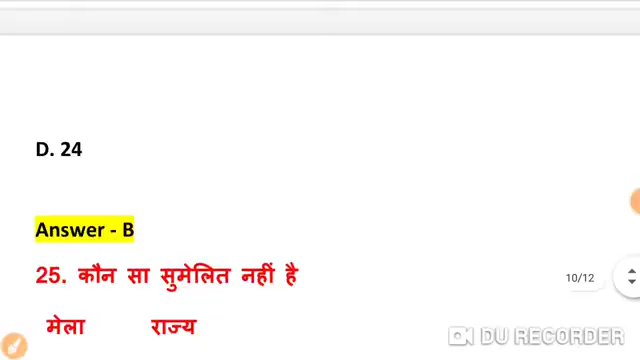 D. 24
Answer - B
25. कौन सा सुमेलित नहीं है
10/12
मेला राज्य
DU RECORDER